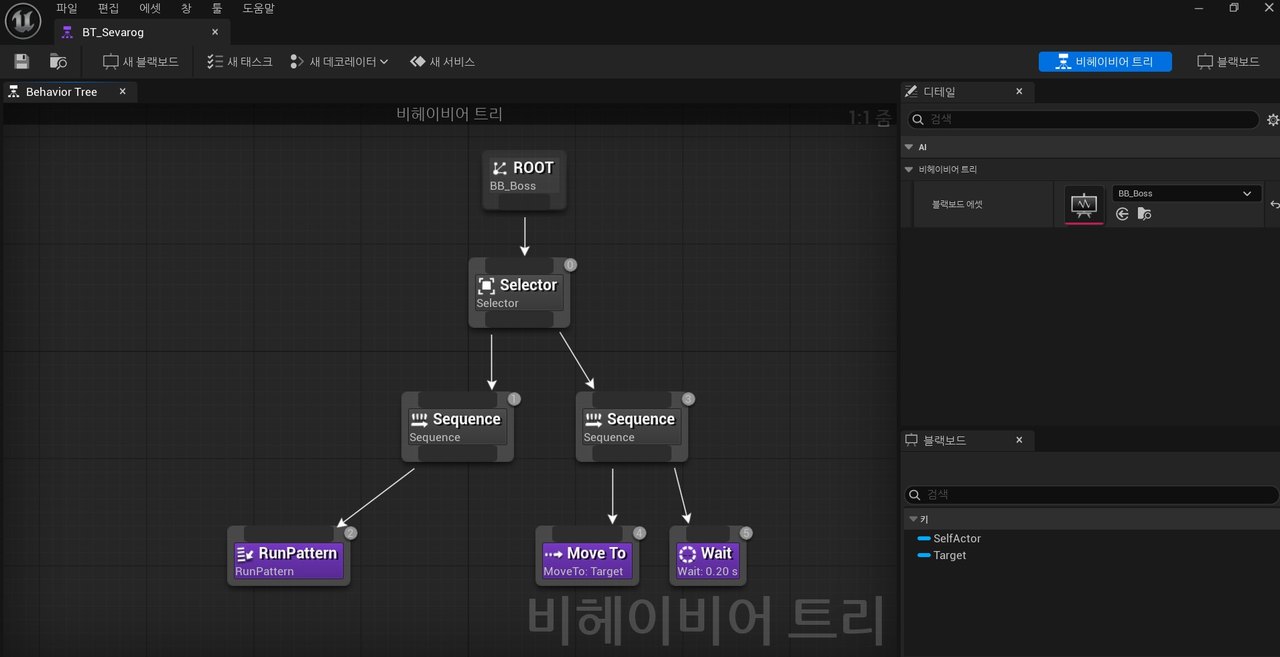 파일 편집 에셋 창 툴 도움말
BT_Sevarog
새 블랙보드 새 태스크 새 데코레이터 새 서비스 비헤이비어 트리 블랙보드
Behavior Tree
비헤이비어 트리
1:1 줌
ROOT
BB_Boss
0
Selector
Selector
1
Sequence
Sequence
3
Sequence
Sequence
2
RunPattern
RunPattern
4
Move To
MoveTo: Target
5
Wait
Wait: 0.20 s
비헤이비어 트리
디테일
검색
AI
비헤이비어 트리
블랙보드 에셋
BB_Boss
블랙보드
검색
키
SelfActor
Target